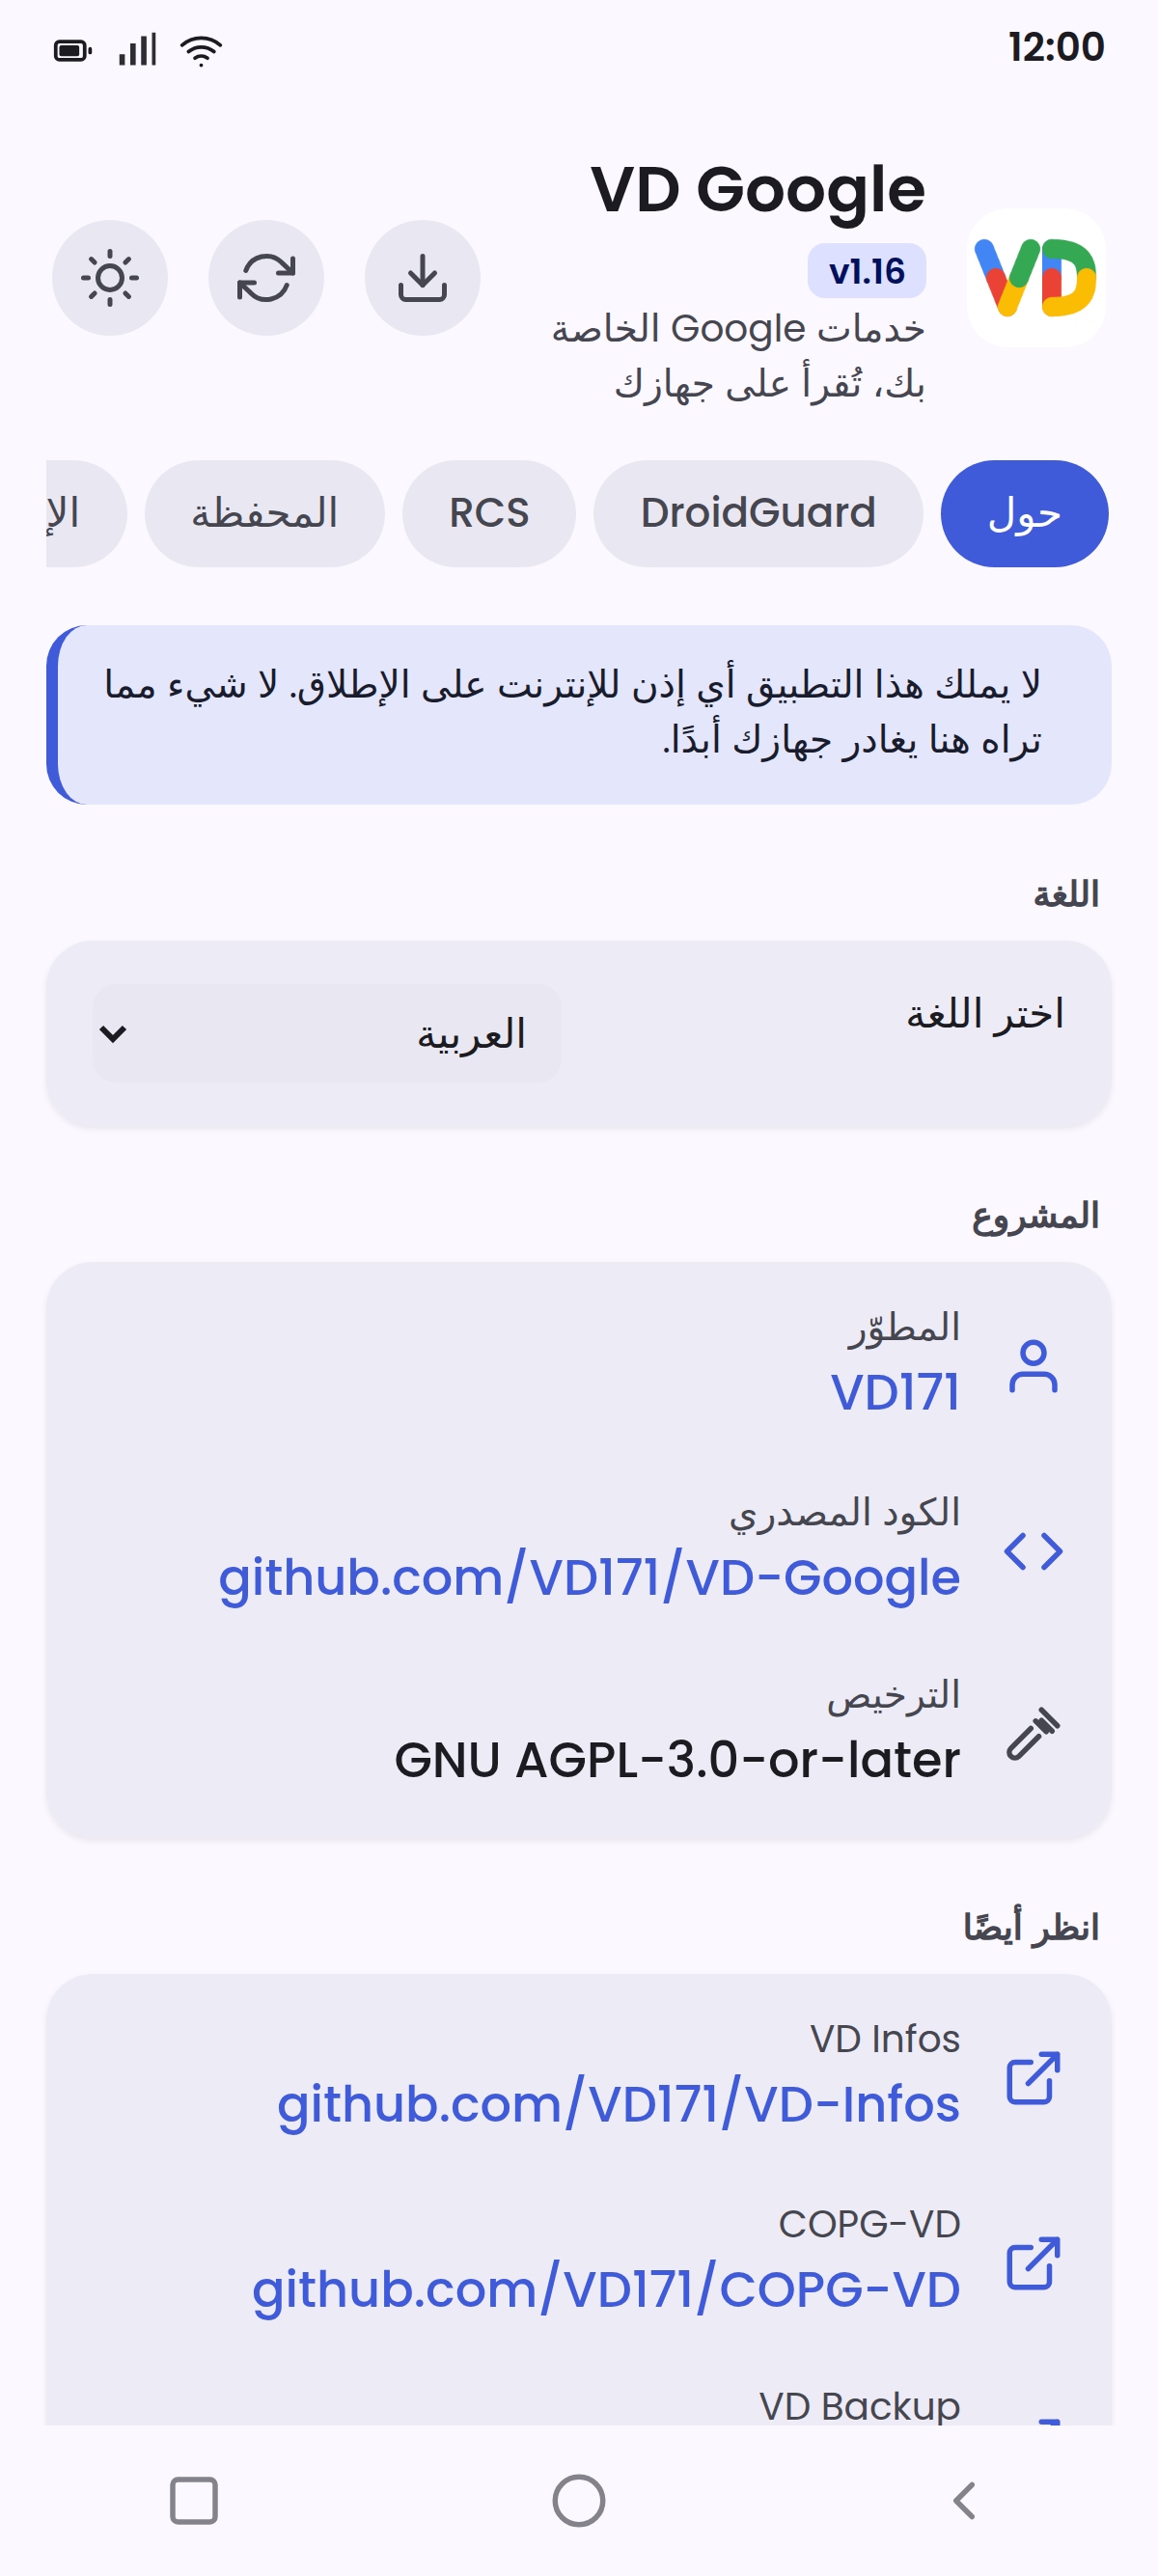 12:00
VD Google
v1.16
خدمات Google الخاصة
بك، تُقرأ على جهازك
VD
حول
DroidGuard
RCS
المحفظة
لا يملك هذا التطبيق أي إذن للإنترنت على الإطلاق. لا شيء مما
تراه هنا يغادر جهازك أبدًا.
اللغة
اختر اللغة
العربية
المشروع
المطوّر
VD171
الكود المصدري
github.com/VD171/VD-Google
الترخيص
GNU AGPL-3.0-or-later
انظر أيضًا
VD Infos
github.com/VD171/VD-Infos
COPG-VD
github.com/VD171/COPG-VD
VD Backup